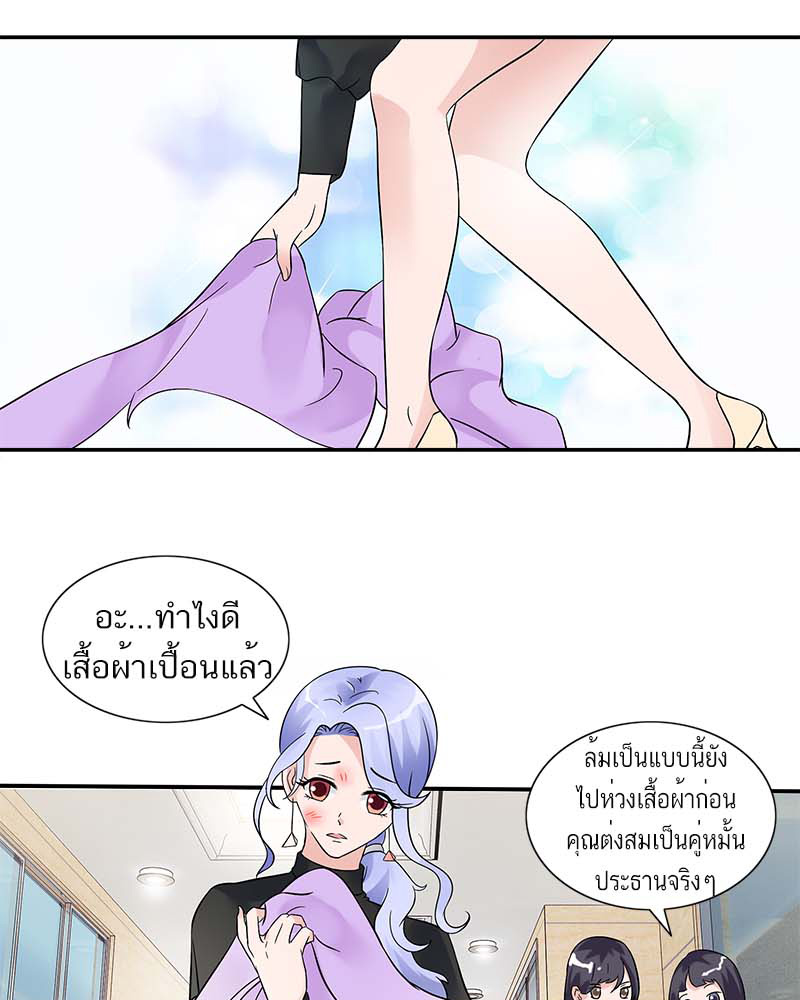 อะ...ทำไงดี
เสื้อผ้าเปื้อนแล้ว
ล้มเป็นแบบนี้ยัง
ไปห่วงเสื้อผ้าก่อน
คุณต่งสมเป็นคู่หมั้น
ประธานจริงๆ